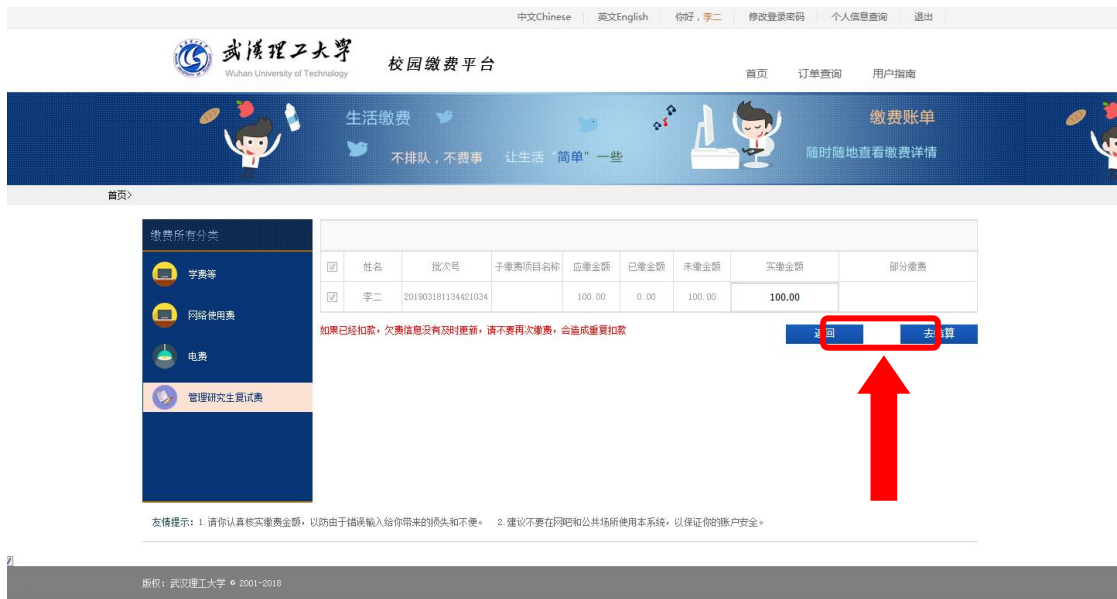 中文Chinese 英文English 你好，李二 修改登录密码 个人信息查询 退出
武汉理工大学
Wuhan University of Technology
校园缴费平台
首页 订单查询 用户指南
生活缴费
不排队，不费事 让生活“简单”一些
缴费账单
随时随地查看缴费详情
首页>
缴费所有分类
学费等
网络使用费
电费
管理研究生复试费
姓名 批次号 子缴费项目名称 应缴金额 已缴金额 未缴金额 实缴金额 部分缴费
李二 201903181134421034 100.00 0.00 100.00 100.00
如果已经扣款，欠费信息没有及时更新，请不要再次缴费，会造成重复扣款
返回 去结算
友情提示：1.请你认真核实缴费金额，以防由于错误输入给你带来的损失和不便。 2.建议不要在网吧和公共场所使用本系统，以保证你的账户安全。
版权：武汉理工大学 © 2001-2018